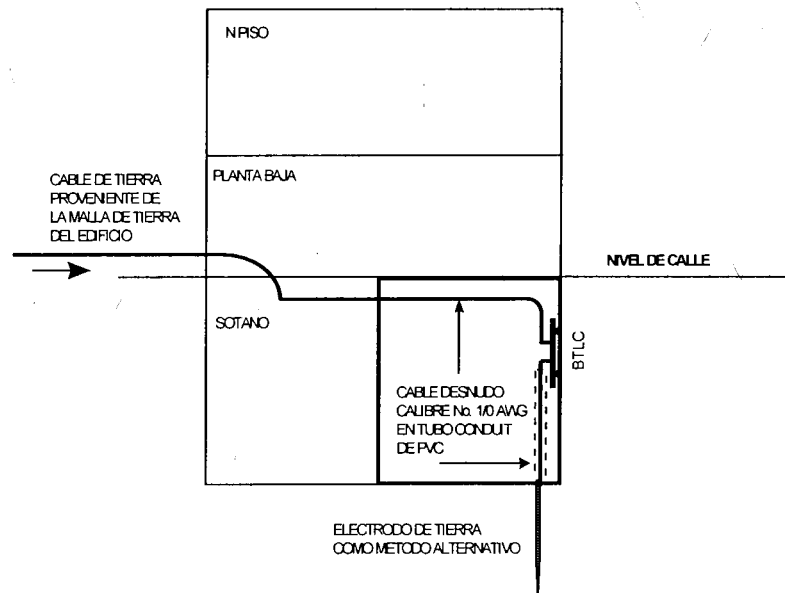 N PISO
PLANTA BAJA
CABLE DE TIERRA
PROVENIENTE DE
LA MALLA DE TIERRA
DEL EDIFICIO
NIVEL DE CALLE
SOTANO
BTLC
CABLE DESNUDO
CALIBRE No. 1/0 AWG
EN TUBO CONDUIT
DE PVC
ELECTRODO DE TIERRA
COMO METODO ALTERNATIVO